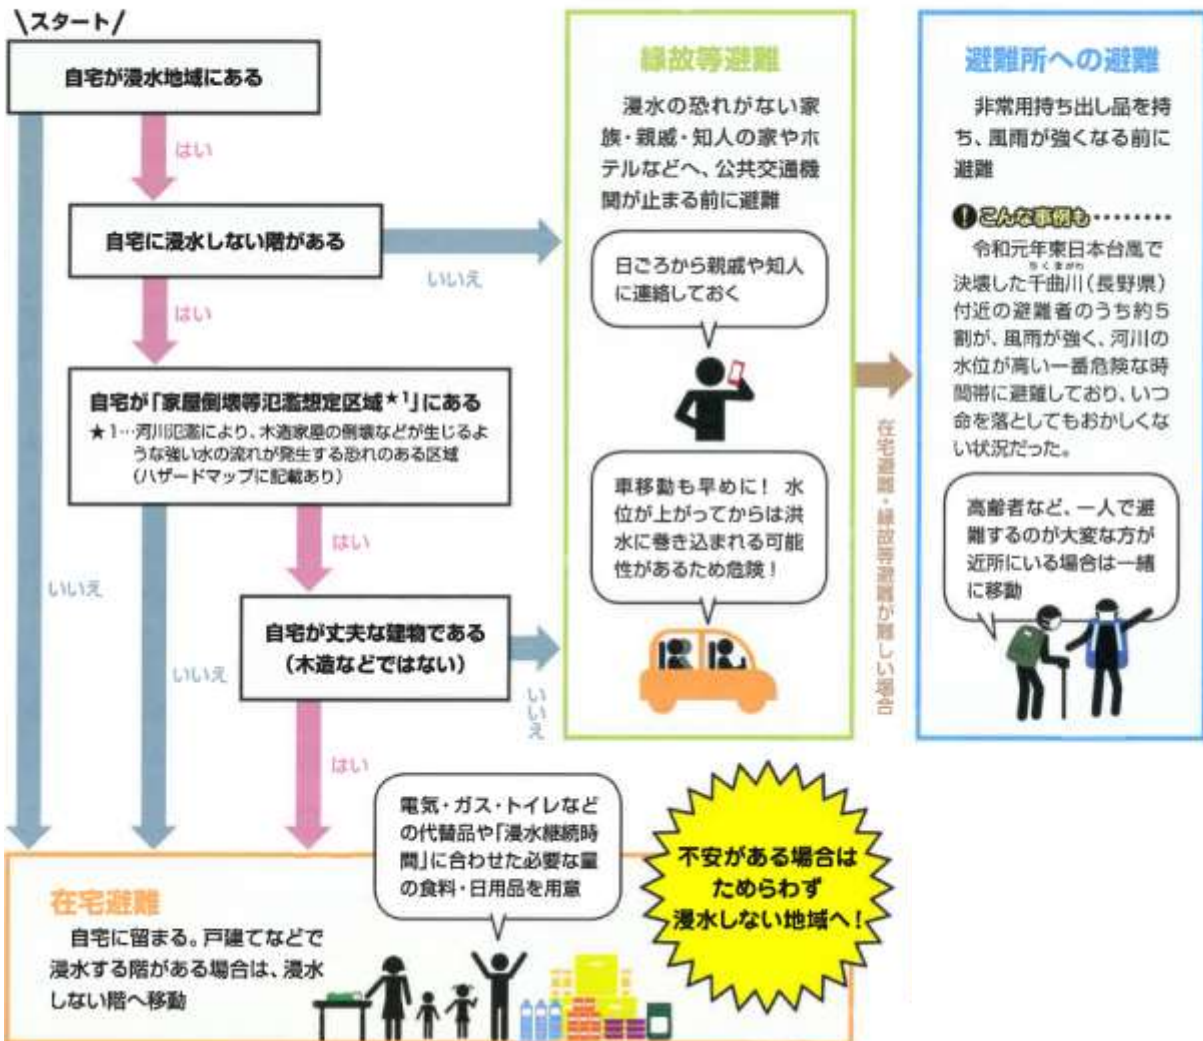 \スタート/
自宅が浸水地域にある
はい
自宅に浸水しない階がある
いいえ
はい
自宅が「家屋倒壊等氾濫想定区域★1」にある
★1…河川氾濫により、木造家屋の倒壊などが生じるよ
うな強い水の流れが発生する恐れのある区域
(ハザードマップに記載あり)
はい
いいえ
いいえ
自宅が丈夫な建物である
(木造などではない)
いいえ
はい
縁故等避難
浸水の恐れがない家
族・親戚・知人の家やホ
テルなどへ、公共交通機
関が止まる前に避難
日ごろから親戚や知人
に連絡しておく
車移動も早めに! 水
位が上がってからは洪
水に巻き込まれる可能
性があるため危険!
在宅避難・縁故等避難が難しい場合
避難所への避難
非常用持ち出し品を持
ち、風雨が強くなる前に
避難
!こんな事例も・・・・・・・・
令和元年東日本台風で
ちくまがわ
決壊した千曲川(長野県)
付近の避難者のうち約5
割が、風雨が強く、河川の
水位が高い一番危険な時
間帯に避難しており、いつ
命を落としてもおかしくな
い状況だった。
高齢者など、一人で避
難するのが大変な方が
近所にいる場合は一緒
に移動
在宅避難
自宅に留まる。戸建てなどで
浸水する階がある場合は、浸水
しない階へ移動
電気・ガス・トイレなど
の代替品や「浸水継続時
間」に合わせた必要な量
の食料・日用品を用意
不安がある場合は
ためらわず
浸水しない地域へ!